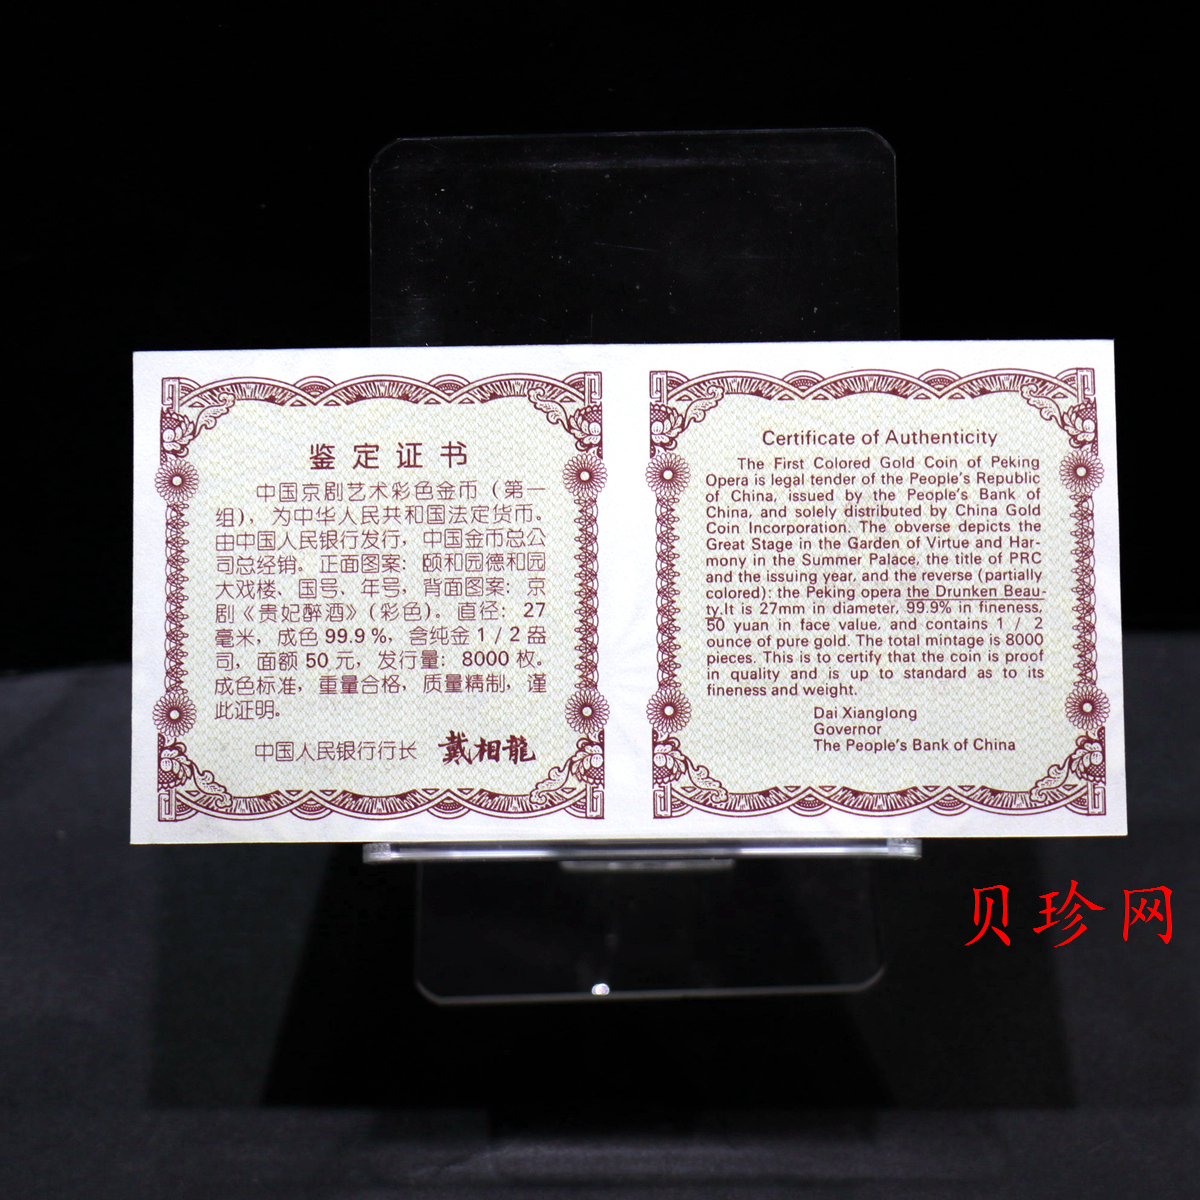 鉴定证书
中国京剧艺术彩色金币（第一
组），为中华人民共和国法定货币。
由中国人民银行发行，中国金币总公
司总经销。正面图案：颐和园德和园
大戏楼、国号、年号，背面图案：京
剧《贵妃醉酒》（彩色）。直径：27
毫米，成色99.9%，含纯金1/2盎
司，面额50元，发行量：8000枚。
成色标准，重量合格，质量精制，谨
此证明。
中国人民银行行长 戴相龍
Certificate of Authenticity
The First Colored Gold Coin of Peking
Opera is legal tender of the People's Republic
of China, issued by the People's Bank of
China, and solely distributed by China Gold
Coin Incorporation. The obverse depicts the
Great Stage in the Garden of Virtue and Har-
mony in the Summer Palace, the title of PRC
and the issuing year, and the reverse (partially
colored): the Peking opera the Drunken Beau-
ty.It is 27mm in diameter, 99.9% in fineness,
50 yuan in face value, and contains 1 / 2
ounce of pure gold. The total mintage is 8000
pieces. This is to certify that the coin is proof
in quality and is up to standard as to its
fineness and weight.
Dai Xianglong
Governor
The People's Bank of China
贝珍网